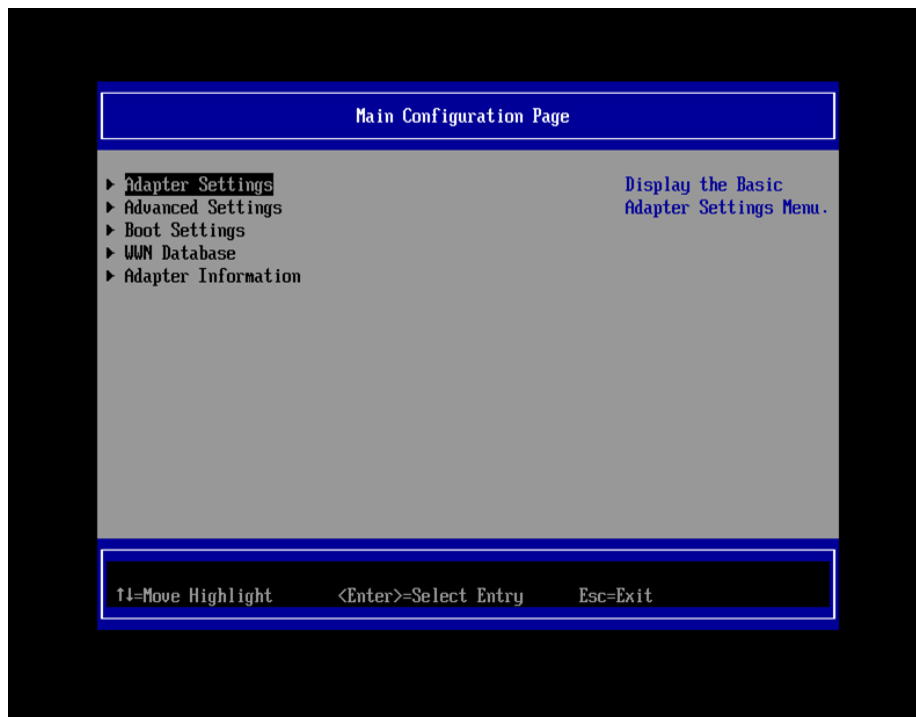 Main Configuration Page
▶ Adapter Settings
▶ Advanced Settings
▶ Boot Settings
▶ WWN Database
▶ Adapter Information
Display the Basic
Adapter Settings Menu.
↑↓=Move Highlight <Enter>=Select Entry Esc=Exit